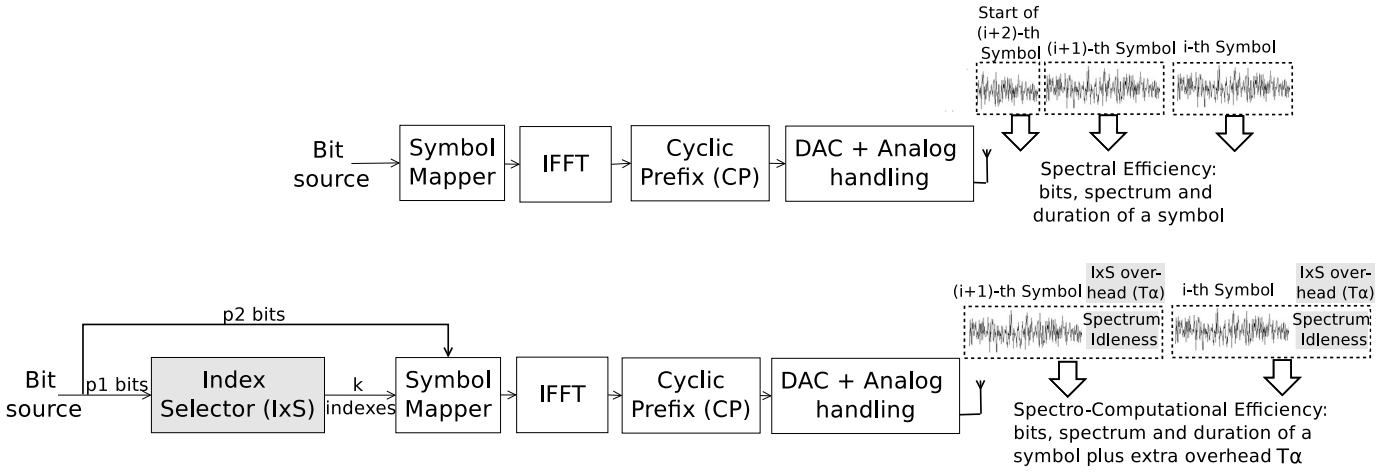 Start of
(i+2)-th
Symbol
(i+1)-th Symbol
i-th Symbol
Bit
source
Symbol
Mapper
IFFT
Cyclic
Prefix (CP)
DAC + Analog
handling
Spectral Efficiency:
bits, spectrum and
duration of a symbol
IxS over-
head (Tα)
(i+1)-th Symbol
Spectrum
Idleness
IxS over-
head (Tα)
i-th Symbol
Spectrum
Idleness
p2 bits
Bit
source
p1 bits
Index
Selector (IxS)
k
indexes
Symbol
Mapper
IFFT
Cyclic
Prefix (CP)
DAC + Analog
handling
Spectro-Computational Efficiency:
bits, spectrum and duration of a
symbol plus extra overhead Tα